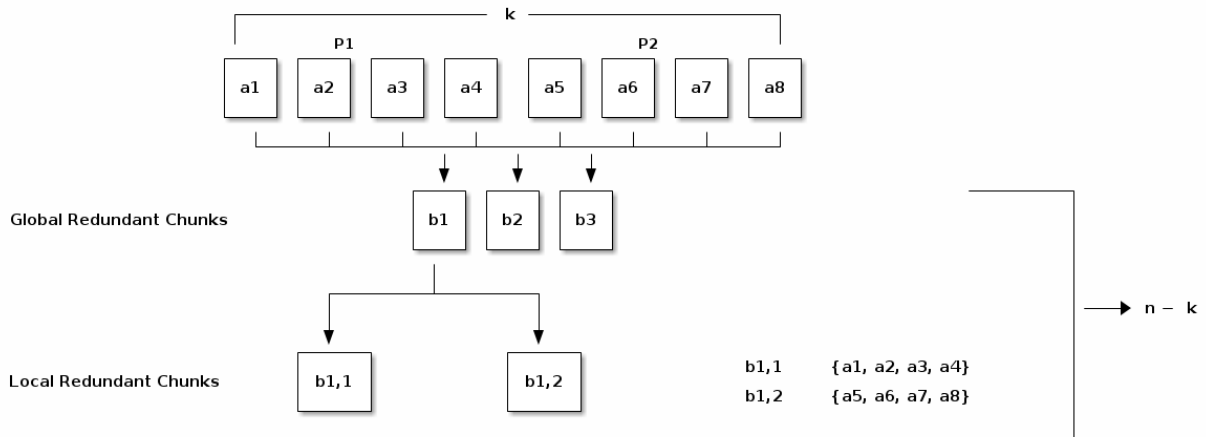 k
P1 P2
a1 a2 a3 a4 a5 a6 a7 a8
Global Redundant Chunks b1 b2 b3
n – k
Local Redundant Chunks b1,1 b1,2
b1,1 {a1, a2, a3, a4}
b1,2 {a5, a6, a7, a8}